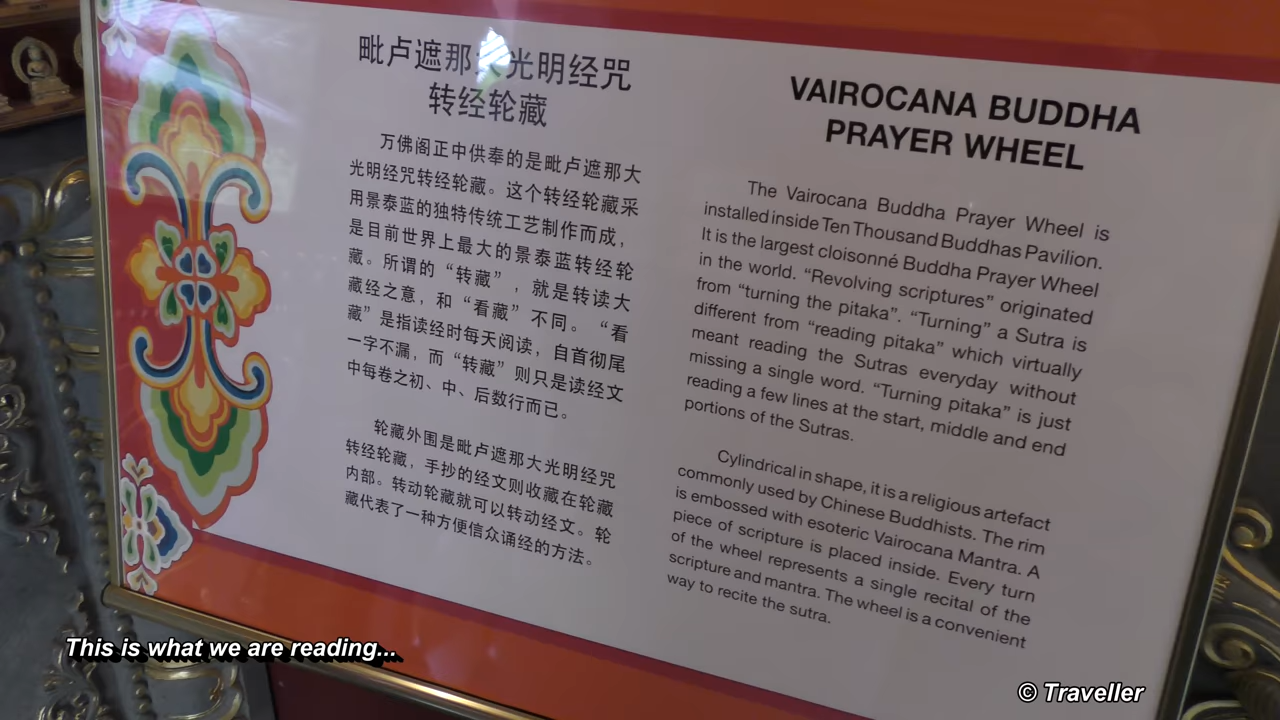 毗卢遮那大光明经咒
转经轮藏
万佛阁正中供奉的是毗卢遮那大
光明经咒转经轮藏。这个转经轮藏采
用景泰蓝的独特传统工艺制作而成，
是目前世界上最大的景泰蓝转经轮
藏。所谓的“转藏”，就是转读大
藏经之意，和“看藏”不同。“看
藏”是指读经时每天阅读，自首彻尾
一字不漏，而“转藏”则只是读经文
中每卷之初、中、后数行而已。
轮藏外围是毗卢遮那大光明经咒
转经轮藏，手抄的经文则收藏在轮藏
内部。转动轮藏就可以转动经文。轮
藏代表了一种方便信众诵经的方法。
VAIROCANA BUDDHA
PRAYER WHEEL
The Vairocana Buddha Prayer Wheel is
installed inside Ten Thousand Buddhas Pavilion.
It is the largest cloisonné Buddha Prayer Wheel
in the world. “Revolving scriptures” originated
from “turning the pitaka”. “Turning” a Sutra is
different from “reading pitaka” which virtually
meant reading the Sutras everyday without
missing a single word. “Turning pitaka” is just
reading a few lines at the start, middle and end
portions of the Sutras.
Cylindrical in shape, it is a religious artefact
commonly used by Chinese Buddhists. The rim
is embossed with esoteric Vairocana Mantra. A
piece of scripture is placed inside. Every turn
of the wheel represents a single recital of the
scripture and mantra. The wheel is a convenient
way to recite the sutra.
This is what we are reading...
© Traveller